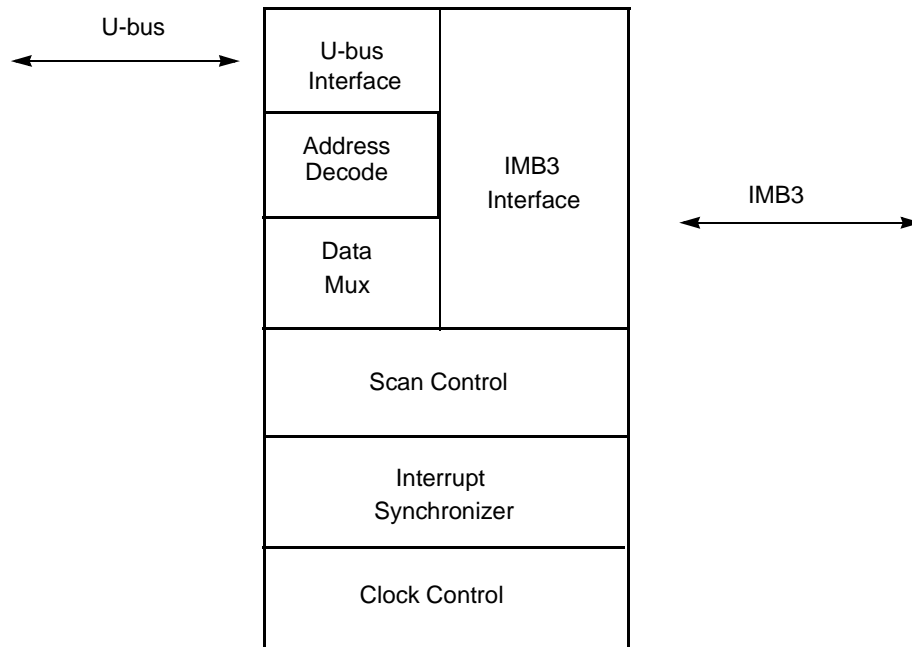 U-bus
U-bus
Interface
Address
Decode
IMB3
Interface
IMB3
Data
Mux
Scan Control
Interrupt
Synchronizer
Clock Control